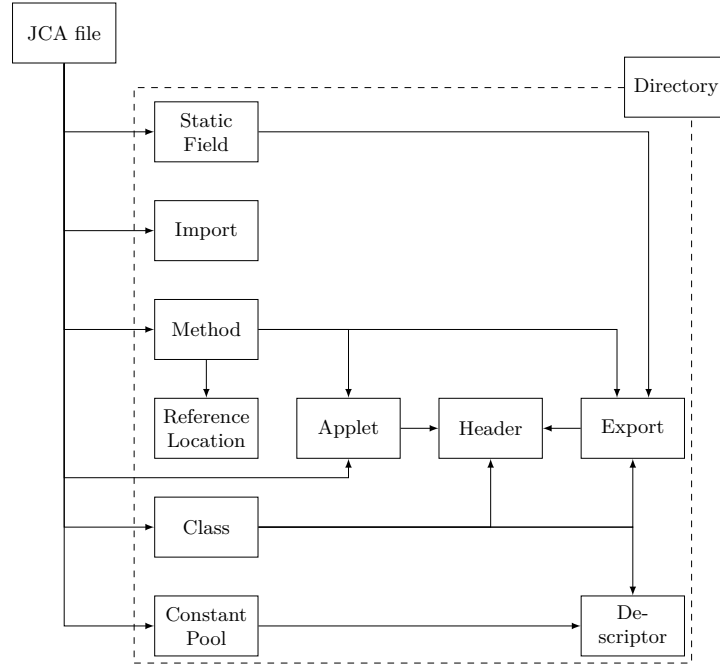 JCA file
Directory
Static
Field
Import
Method
Reference
Location
Applet
Header
Export
Class
Constant
Pool
De-
scriptor